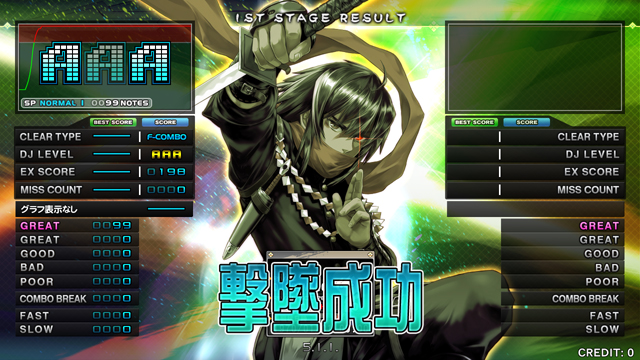 1ST STAGE RESULT
AAA
SP NORMAL 1 0099 NOTES
BEST SCORE SCORE
CLEAR TYPE F-COMBO
DJ LEVEL AAA
EX SCORE 0198
MISS COUNT 0000
グラフ表示なし
GREAT 0099
GREAT 0000
GOOD 0000
BAD 0000
POOR 0000
COMBO BREAK 0000
FAST 0000
SLOW 0000
撃墜成功
5.1.1.
BEST SCORE SCORE
CLEAR TYPE
DJ LEVEL
EX SCORE
MISS COUNT
GREAT
GREAT
GOOD
BAD
POOR
COMBO BREAK
FAST
SLOW
CREDIT: 0